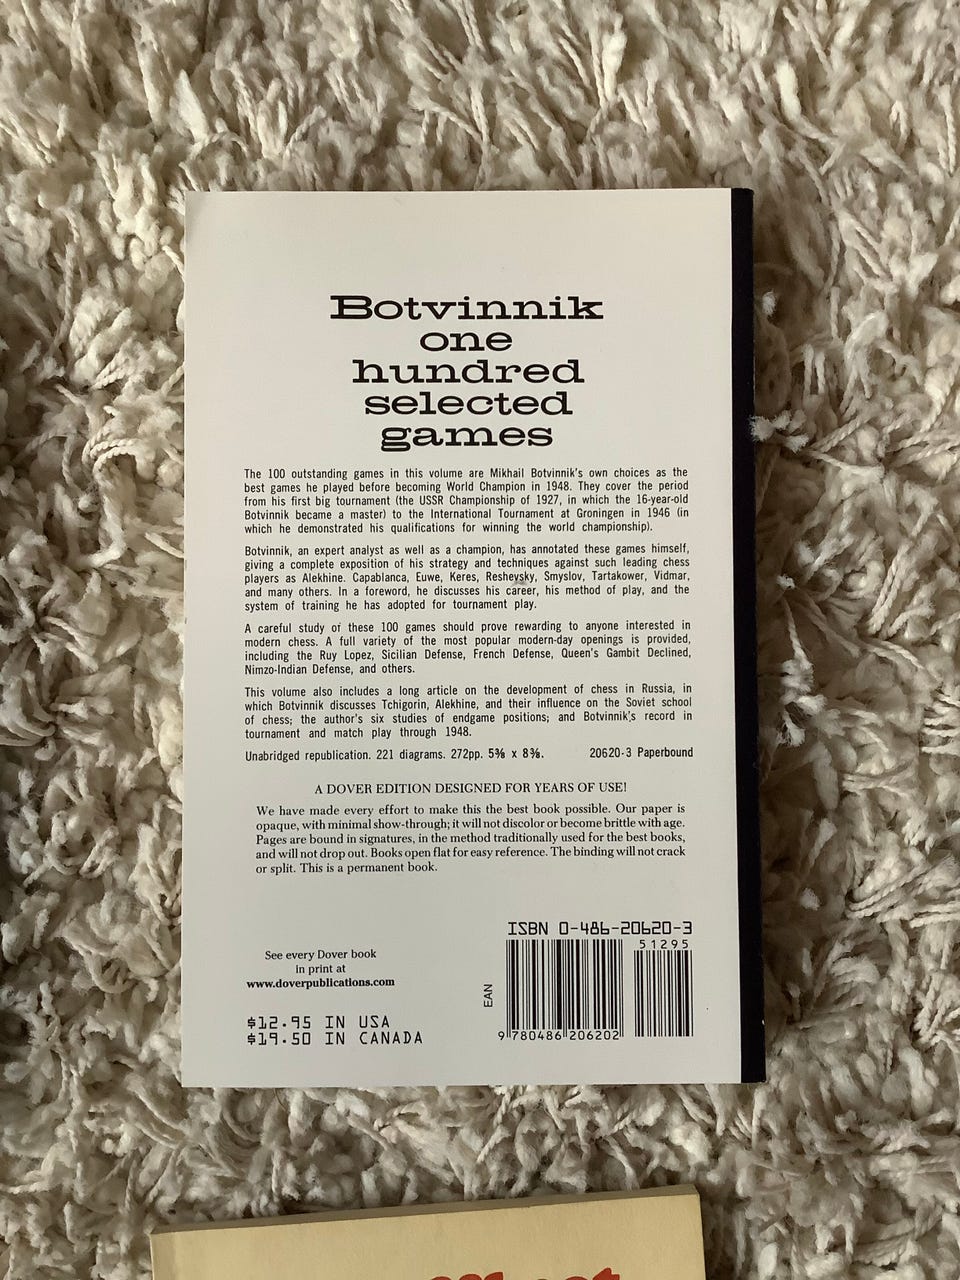 Botvinnik
one
hundred
selected
games
The 100 outstanding games in this volume are Mikhail Botvinnik's own choices as the
best games he played before becoming World Champion in 1948. They cover the period
from his first big tournament (the USSR Championship of 1927, in which the 16-year-old
Botvinnik became a master) to the International Tournament at Groningen in 1946 (in
which he demonstrated his qualifications for winning the world championship).
Botvinnik, an expert analyst as well as a champion, has annotated these games himself,
giving a complete exposition of his strategy and techniques against such leading chess
players as Alekhine. Capablanca, Euwe, Keres, Reshevsky, Smyslov, Tartakower, Vidmar,
and many others. In a foreword, he discusses his career, his method of play, and the
system of training he has adopted for tournament play.
A careful study of these 100 games should prove rewarding to anyone interested in
modern chess. A full variety of the most popular modern-day openings is provided,
including the Ruy Lopez, Sicilian Defense, French Defense, Queen's Gambit Declined,
Nimzo-Indian Defense, and others.
This volume also includes a long article on the development of chess in Russia, in
which Botvinnik discusses Tchigorin, Alekhine, and their influence on the Soviet school
of chess; the author's six studies of endgame positions; and Botvinnik's record in
tournament and match play through 1948.
Unabridged republication. 221 diagrams. 272pp. 5⅜ x 8⅜. 20620-3 Paperbound
A DOVER EDITION DESIGNED FOR YEARS OF USE!
We have made every effort to make this the best book possible. Our paper is
opaque, with minimal show-through; it will not discolor or become brittle with age.
Pages are bound in signatures, in the method traditionally used for the best books,
and will not drop out. Books open flat for easy reference. The binding will not crack
or split. This is a permanent book.
See every Dover book
in print at
www.doverpublications.com
$12.95 IN USA
$19.50 IN CANADA
ISBN 0-486-20620-3
51295
EAN
9 780486 206202